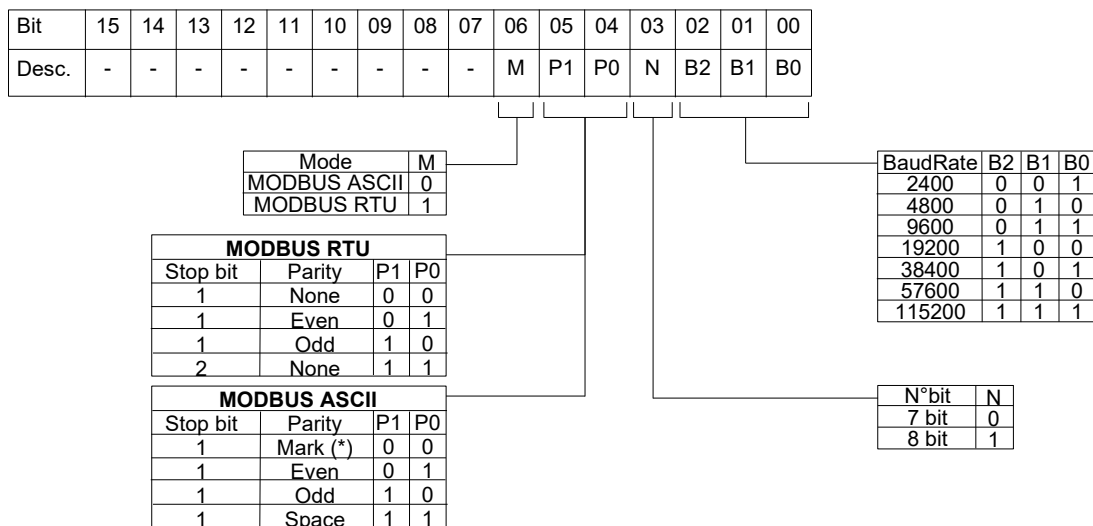 Bit 15 14 13 12 11 10 09 08 07 06 05 04 03 02 01 00
Desc. - - - - - - - - - M P1 P0 N B2 B1 B0
Mode M
MODBUS ASCII 0
MODBUS RTU 1
MODBUS RTU
Stop bit Parity P1 P0
1 None 0 0
1 Even 0 1
1 Odd 1 0
2 None 1 1
MODBUS ASCII
Stop bit Parity P1 P0
1 Mark (*) 0 0
1 Even 0 1
1 Odd 1 0
1 Space 1 1
BaudRate B2 B1 B0
2400 0 0 1
4800 0 1 0
9600 0 1 1
19200 1 0 0
38400 1 0 1
57600 1 1 0
115200 1 1 1
N°bit N
7 bit 0
8 bit 1